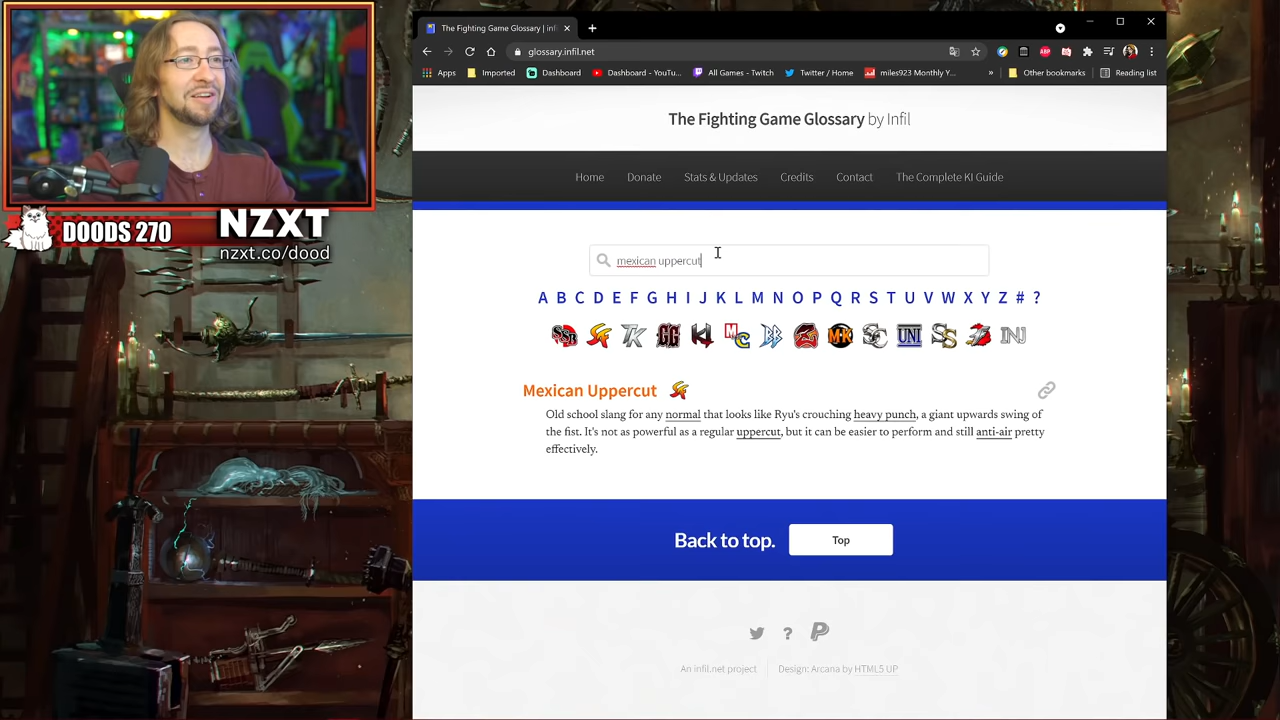 The Fighting Game Glossary | infi
glossary.infil.net
Apps
Imported
Dashboard
Dashboard - YouTu...
All Games - Twitch
Twitter / Home
miles923 Monthly Y...
»
Other bookmarks
Reading list
The Fighting Game Glossary by Infil
Home
Donate
Stats & Updates
Credits
Contact
The Complete KI Guide
DOODS 270
NZXT
nzxt.co/dood
mexican uppercut
A B C D E F G H I J K L M N O P Q R S T U V W X Y Z # ?
Mexican Uppercut
Old school slang for any normal that looks like Ryu's crouching heavy punch, a giant upwards swing of
the fist. It's not as powerful as a regular uppercut, but it can be easier to perform and still anti-air pretty
effectively.
Back to top.
Top
An infil.net project
Design: Arcana by HTML5 UP